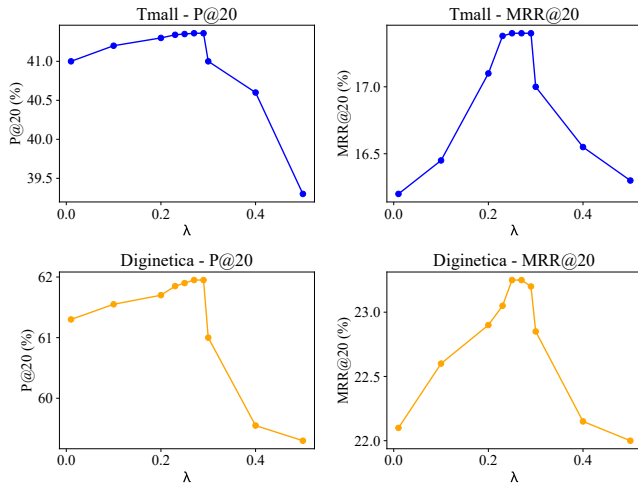 Tmall - P@20
P@20 (%)
41.0
40.5
40.0
39.5
0.0
0.2
0.4
λ
Tmall - MRR@20
MRR@20 (%)
17.0
16.5
0.0
0.2
0.4
λ
Diginetica - P@20
P@20 (%)
62
61
60
0.0
0.2
0.4
λ
Diginetica - MRR@20
MRR@20 (%)
23.0
22.5
22.0
0.0
0.2
0.4
λ